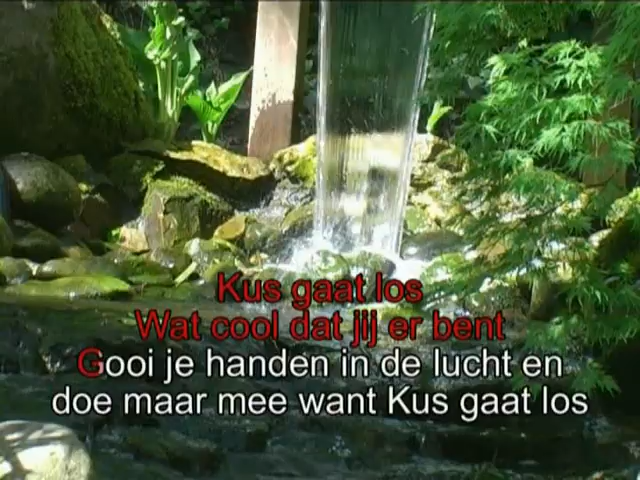 Kus gaat los
Wat cool dat jij er bent
Gooi je handen in de lucht en
doe maar mee want Kus gaat los